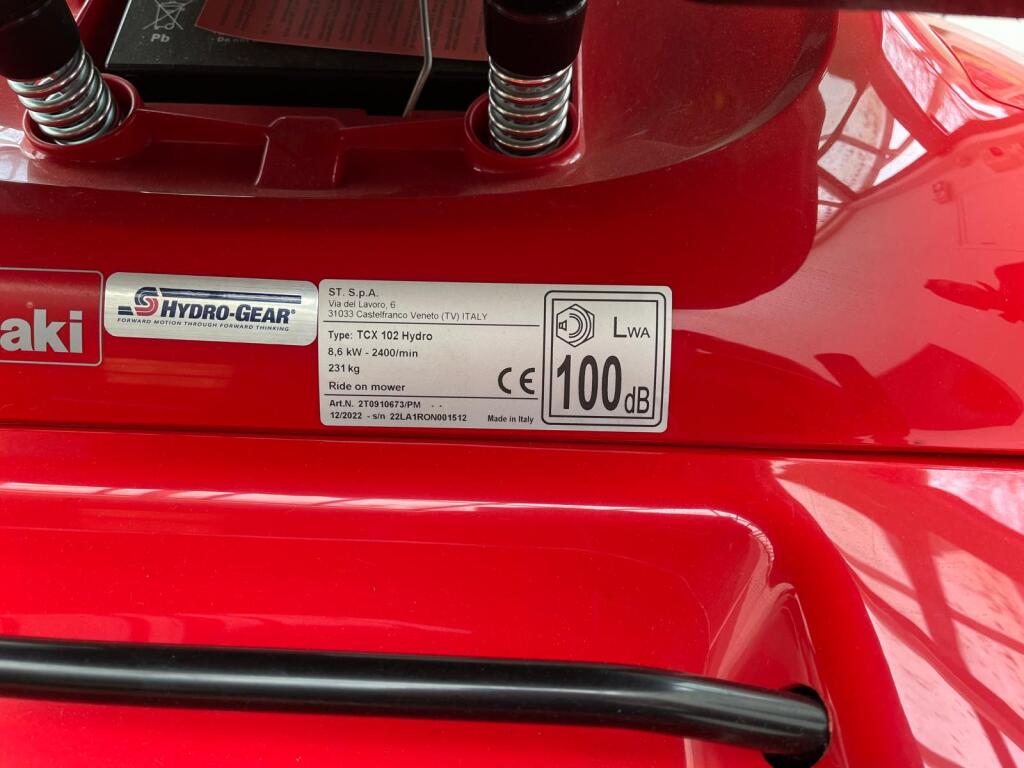 Pb
aki
HYDRO-GEAR®
FORWARD MOTION THROUGH FORWARD THINKING
ST. S.p.A.
Via del Lavoro, 6
31033 Castelfranco Veneto (TV) ITALY
Type: TCX 102 Hydro
8,6 kW - 2400/min
231 kg
Ride on mower
CE
Art.N. 2T0910673/PM - -
12/2022 - s/n 22LA1RON001512 Made in Italy
LWA
100dB